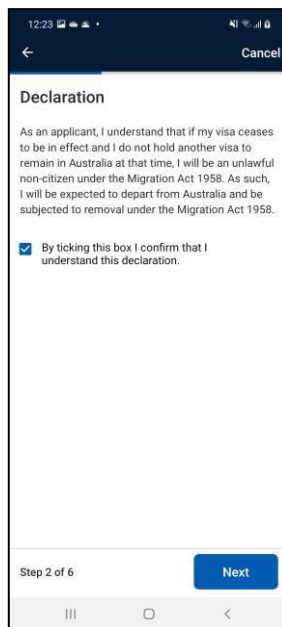 12:23
Cancel
Declaration
As an applicant, I understand that if my visa ceases
to be in effect and I do not hold another visa to
remain in Australia at that time, I will be an unlawful
non-citizen under the Migration Act 1958. As such,
I will be expected to depart from Australia and be
subjected to removal under the Migration Act 1958.
By ticking this box I confirm that I
understand this declaration.
Step 2 of 6
Next